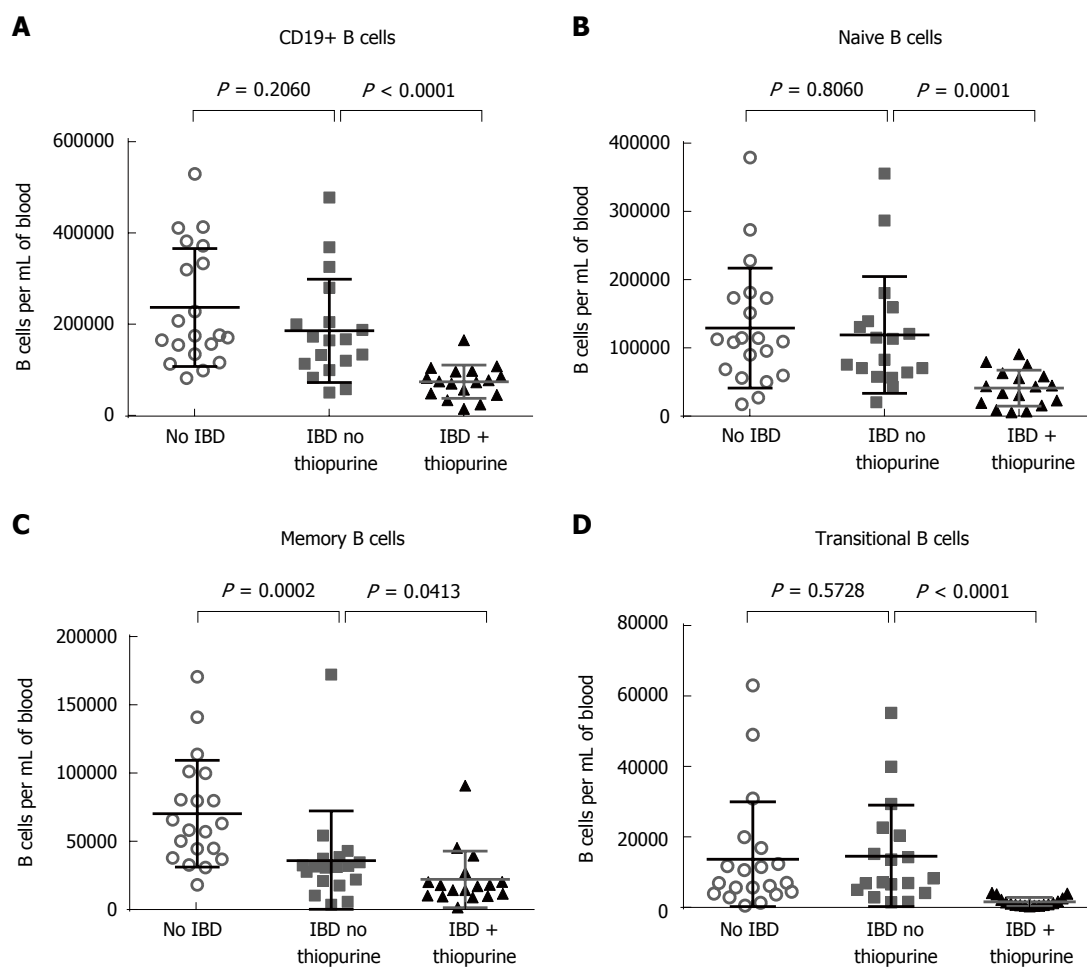 A
CD19+ B cells
P = 0.2060
P < 0.0001
B cells per mL of blood
600000
400000
200000
0
No IBD
IBD no
thiopurine
IBD +
thiopurine
B
Naive B cells
P = 0.8060
P = 0.0001
B cells per mL of blood
400000
300000
200000
100000
0
No IBD
IBD no
thiopurine
IBD +
thiopurine
C
Memory B cells
P = 0.0002
P = 0.0413
B cells per mL of blood
200000
150000
100000
50000
0
No IBD
IBD no
thiopurine
IBD +
thiopurine
D
Transitional B cells
P = 0.5728
P < 0.0001
B cells per mL of blood
80000
60000
40000
20000
0
No IBD
IBD no
thiopurine
IBD +
thiopurine